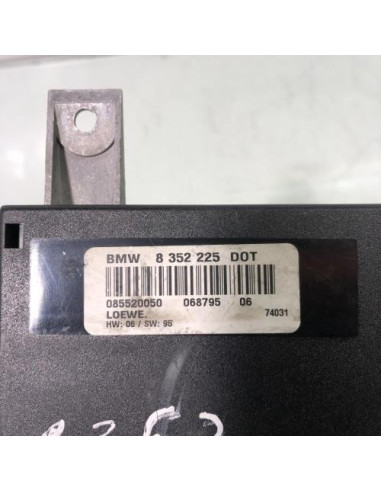 BMW 8 352 225 DOT
085520050 068795 06
LOEWE. 74031
HW: 06 / SW: 95